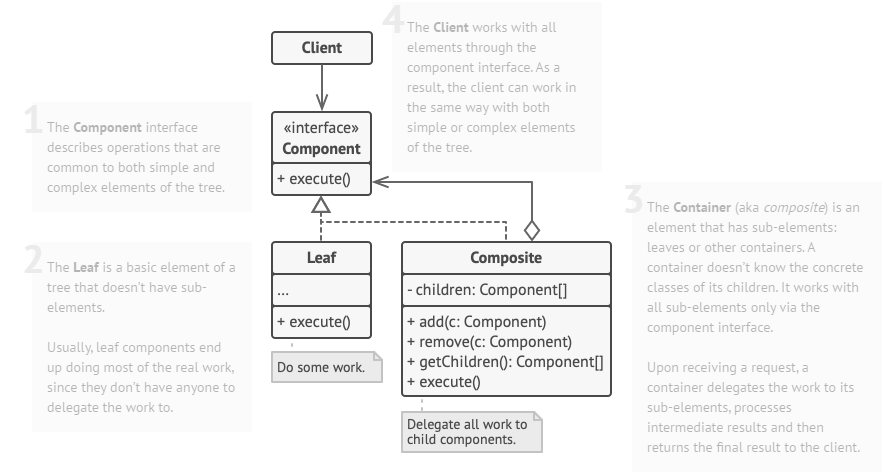 Client
«interface»
Component
+ execute()
Leaf
...
+ execute()
Do some work.
Composite
- children: Component[]
+ add(c: Component)
+ remove(c: Component)
+ getChildren(): Component[]
+ execute()
Delegate all work to
child components.
1
The Component interface
describes operations that are
common to both simple and
complex elements of the tree.
2
The Leaf is a basic element of a
tree that doesn't have sub-
elements.
Usually, leaf components end
up doing most of the real work,
since they don't have anyone to
delegate the work to.
3
The Container (aka composite) is an
element that has sub-elements:
leaves or other containers. A
container doesn't know the concrete
classes of its children. It works with
all sub-elements only via the
component interface.
Upon receiving a request, a
container delegates the work to its
sub-elements, processes
intermediate results and then
returns the final result to the client.
4
The Client works with all
elements through the
component interface. As a
result, the client can work in
the same way with both
simple or complex elements
of the tree.